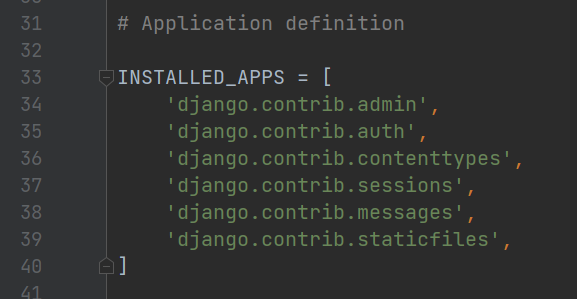 31 # Application definition
32
33 INSTALLED_APPS = [
34     'django.contrib.admin',
35     'django.contrib.auth',
36     'django.contrib.contenttypes',
37     'django.contrib.sessions',
38     'django.contrib.messages',
39     'django.contrib.staticfiles',
40 ]
41